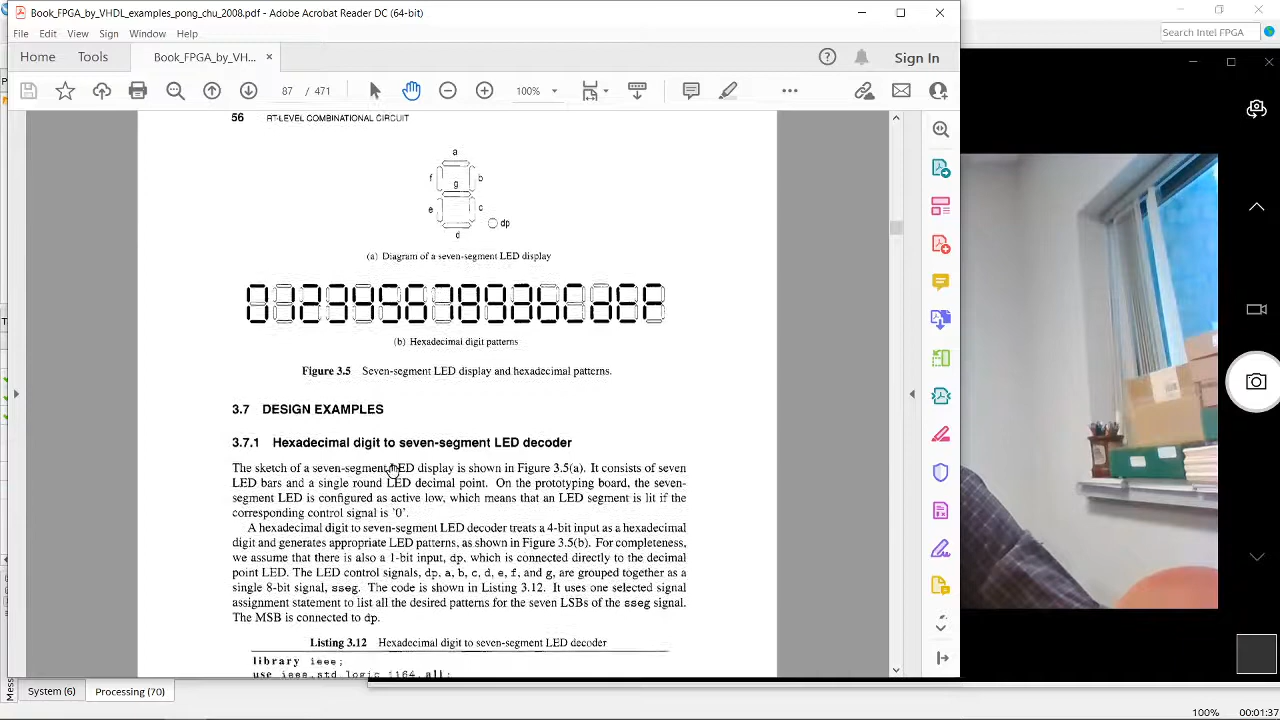 Book_FPGA_by_VHDL_examples_pong_chu_2008.pdf - Adobe Acrobat Reader DC (64-bit)
File Edit View Sign Window Help
Search Intel FPGA
Home Tools Book_FPGA_by_VH... × Sign In
87 / 471 100%
56 RT-LEVEL COMBINATIONAL CIRCUIT
a
f b
g
e c
dp
d
(a) Diagram of a seven-segment LED display
(b) Hexadecimal digit patterns
Figure 3.5 Seven-segment LED display and hexadecimal patterns.
3.7 DESIGN EXAMPLES
3.7.1 Hexadecimal digit to seven-segment LED decoder
The sketch of a seven-segment LED display is shown in Figure 3.5(a). It consists of seven
LED bars and a single round LED decimal point. On the prototyping board, the seven-
segment LED is configured as active low, which means that an LED segment is lit if the
corresponding control signal is '0'.
A hexadecimal digit to seven-segment LED decoder treats a 4-bit input as a hexadecimal
digit and generates appropriate LED patterns, as shown in Figure 3.5(b). For completeness,
we assume that there is also a 1-bit input, dp, which is connected directly to the decimal
point LED. The LED control signals, dp, a, b, c, d, e, f, and g, are grouped together as a
single 8-bit signal, sseg. The code is shown in Listing 3.12. It uses one selected signal
assignment statement to list all the desired patterns for the seven LSBs of the sseg signal.
The MSB is connected to dp.
Listing 3.12 Hexadecimal digit to seven-segment LED decoder
library ieee;
use ieee.std_logic_1164.all;
Mess
System (6) Processing (70)
100% 00:01:37